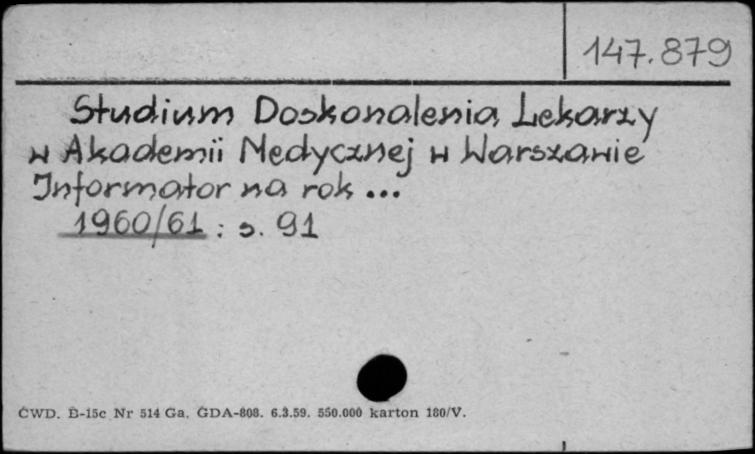 147.879
Studium Doskonalenia Lekarzy
w Akademii Medycznej w Warszawie
Informator na rok ...
1960/61 : s. 91
ĆWD. B-15c Nr 514 Ga. GDA-808. 6.3.59. 550.000 karton 180/V.